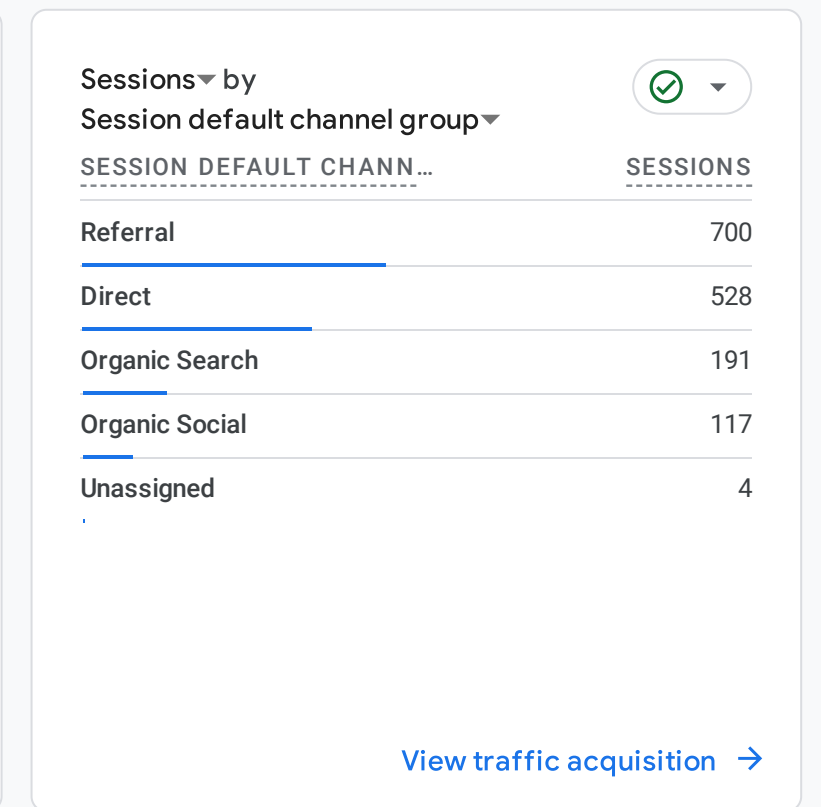 Sessions by
Session default channel group
SESSION DEFAULT CHANN… SESSIONS
Referral 700
Direct 528
Organic Search 191
Organic Social 117
Unassigned 4
View traffic acquisition